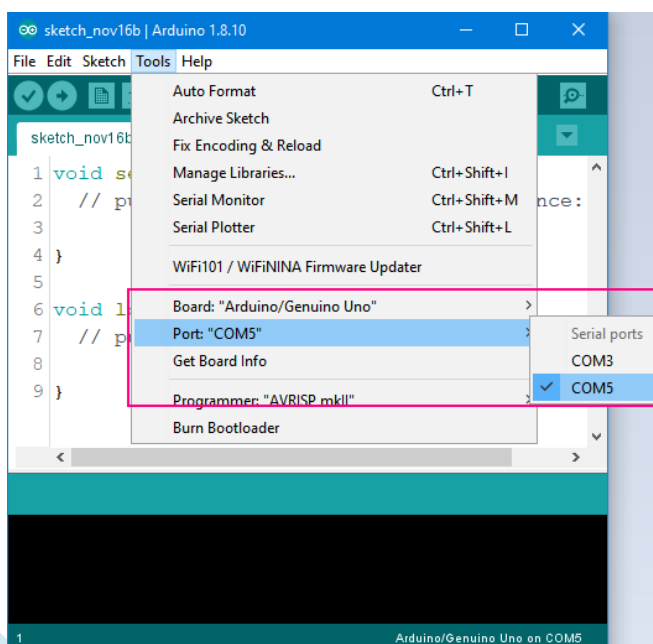 sketch_nov16b | Arduino 1.8.10
File Edit Sketch Tools Help
sketch_nov16b
Auto Format Ctrl+T
Archive Sketch
Fix Encoding & Reload
Manage Libraries... Ctrl+Shift+I
Serial Monitor Ctrl+Shift+M
Serial Plotter Ctrl+Shift+L
WiFi101 / WiFiNINA Firmware Updater
Board: "Arduino/Genuino Uno"
Port: "COM5"
Get Board Info
Programmer: "AVRISP mkII"
Burn Bootloader
Serial ports
COM3
COM5
1 void se
2 // pu nce:
3
4 }
5
6 void l
7 // p
8
9 }
1 Arduino/Genuino Uno on COM5